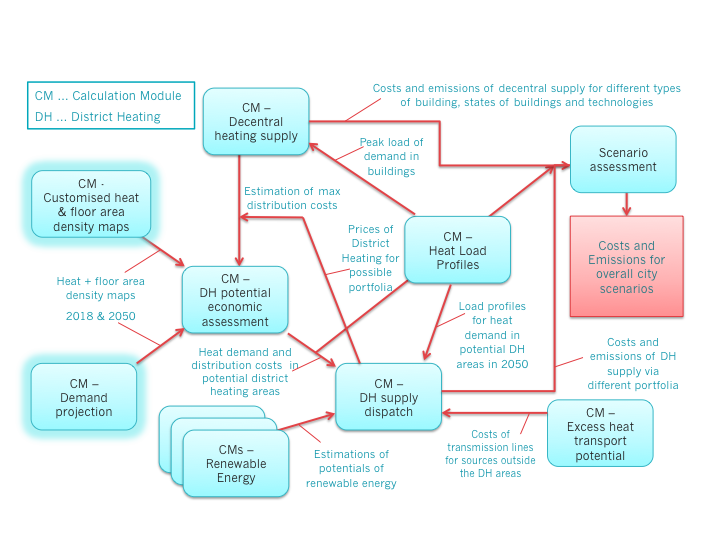 CM ... Calculation Module
DH ... District Heating
CM –
Decentral
heating supply
Costs and emissions of decentral supply for different types
of building, states of buildings and technologies
Peak load of
demand in
buildings
Scenario
assessment
CM -
Customised heat
& floor area
density maps
Estimation of max
distribution costs
Prices of
District
Heating for
possible
portfolia
CM –
Heat Load
Profiles
Costs and
Emissions for
overall city
scenarios
Heat + floor area
density maps
2018 & 2050
CM –
DH potential
economic
assessment
Load profiles
for heat
demand in
potential DH
areas in 2050
Heat demand and
distribution costs in
potential district
heating areas
Costs and
emissions of DH
supply via
different portfolia
CM –
Demand
projection
CM –
DH supply
dispatch
CMs –
Renewable
Energy
Estimations of
potentials of
renewable energy
Costs of
transmission lines
for sources outside
the DH areas
CM –
Excess heat
transport
potential